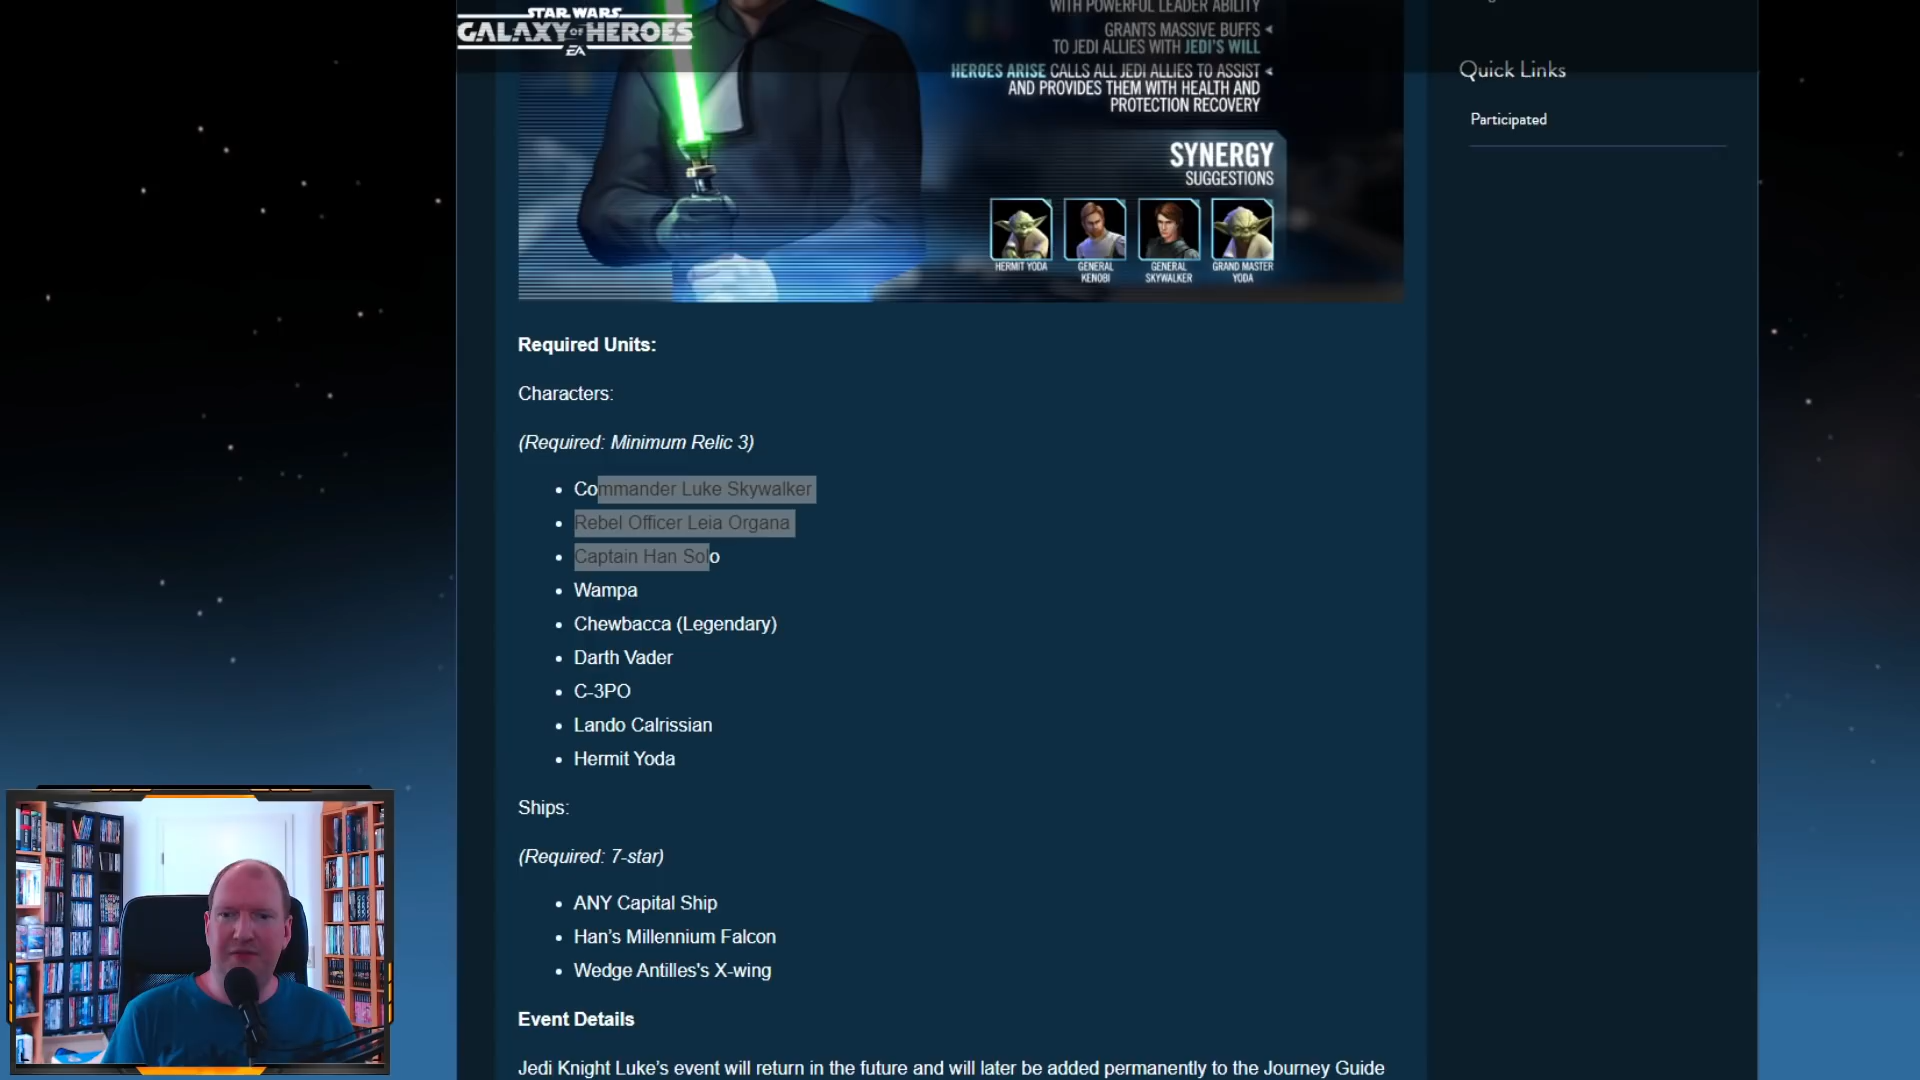 STAR WARS
GALAXY OF HEROES
EA
WITH POWERFUL LEADER ABILITY
GRANTS MASSIVE BUFFS
TO JEDI ALLIES WITH JEDI'S WILL
HEROES ARISE CALLS ALL JEDI ALLIES TO ASSIST
AND PROVIDES THEM WITH HEALTH AND
PROTECTION RECOVERY
SYNERGY
SUGGESTIONS
HERMIT YODA
GENERAL
KENOBI
GENERAL
SKYWALKER
GRAND MASTER
YODA
Quick Links
Participated
Required Units:
Characters:
(Required: Minimum Relic 3)
Commander Luke Skywalker
Rebel Officer Leia Organa
Captain Han Solo
Wampa
Chewbacca (Legendary)
Darth Vader
C-3PO
Lando Calrissian
Hermit Yoda
Ships:
(Required: 7-star)
ANY Capital Ship
Han’s Millennium Falcon
Wedge Antilles's X-wing
Event Details
Jedi Knight Luke’s event will return in the future and will later be added permanently to the Journey Guide